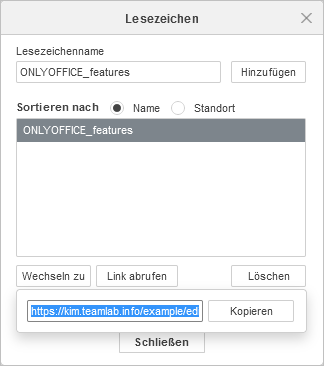 Lesezeichen
Lesezeichenname
ONLYOFFICE_features Hinzufügen
Sortieren nach Name Standort
ONLYOFFICE_features
Wechseln zu Link abrufen Löschen
https://kim.teamlab.info/example/ed Kopieren
Schließen